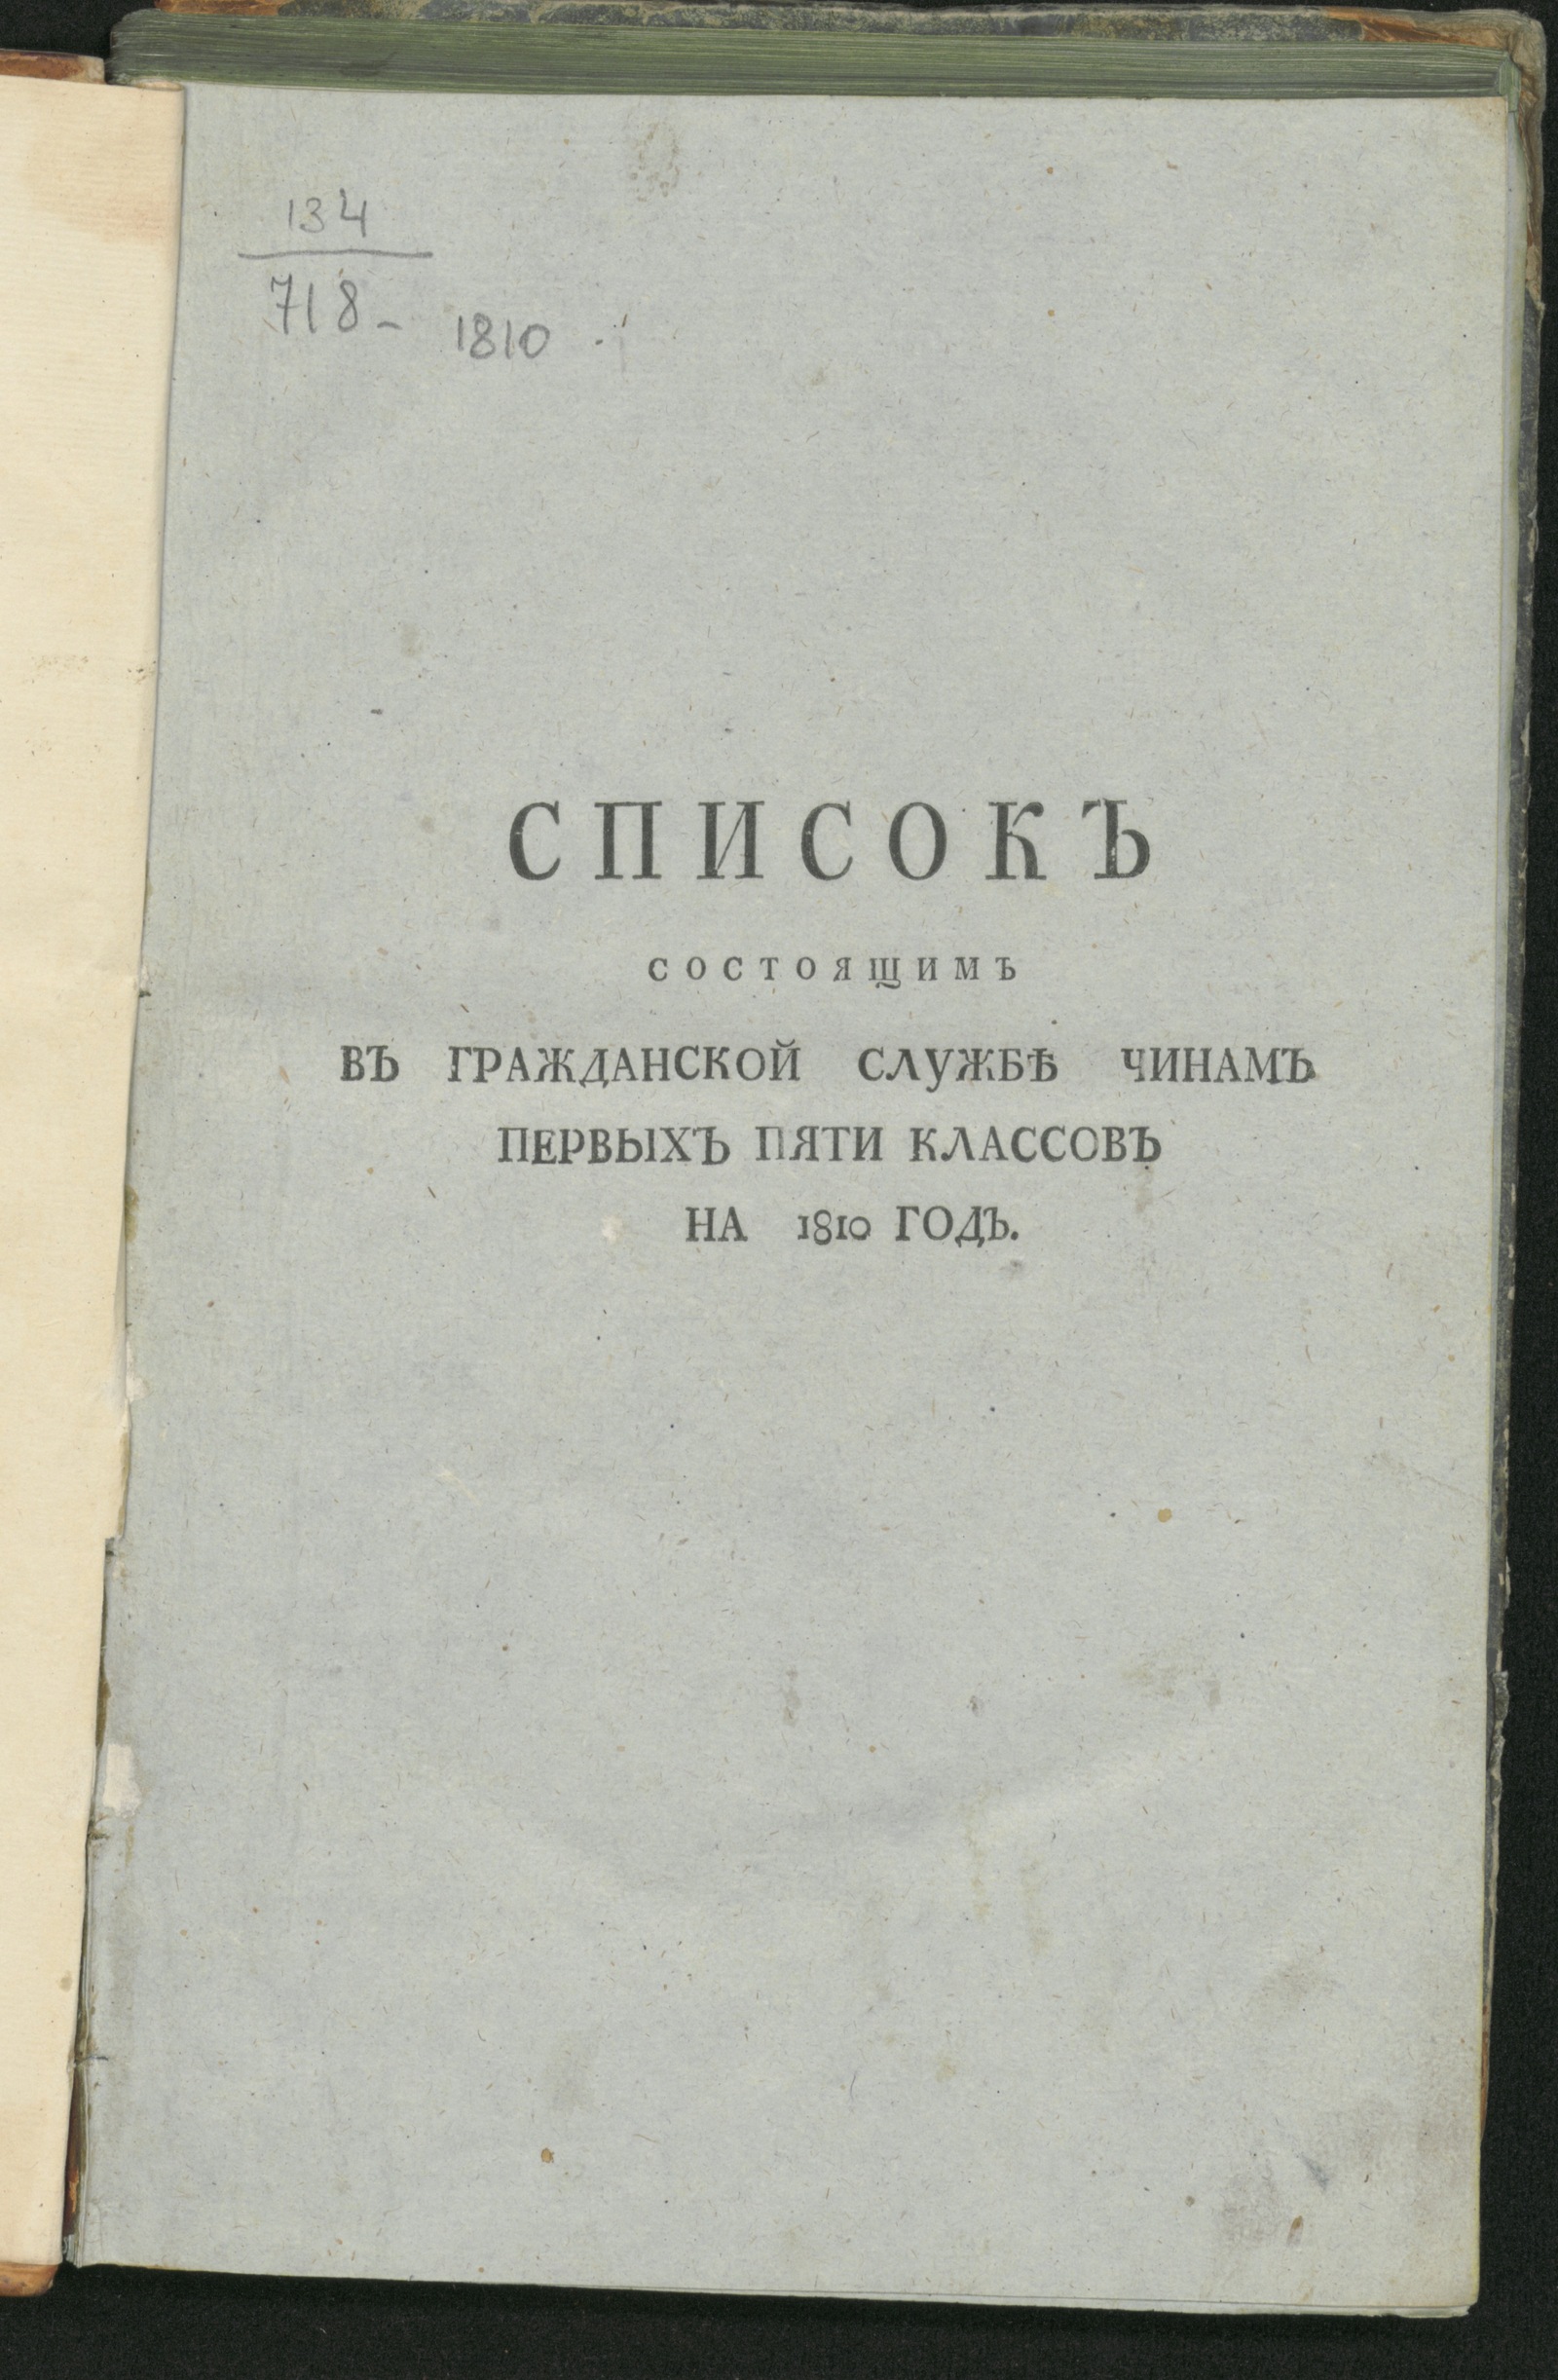 134
718- 1810
СПИСОКЪ
СОСТОЯЩИМЪ
ВЪ ГРАЖДАНСКОЙ СЛУЖБѢ ЧИНАМЪ
ПЕРВЫХЪ ПЯТИ КЛАССОВЪ
НА 1810 ГОДЪ.